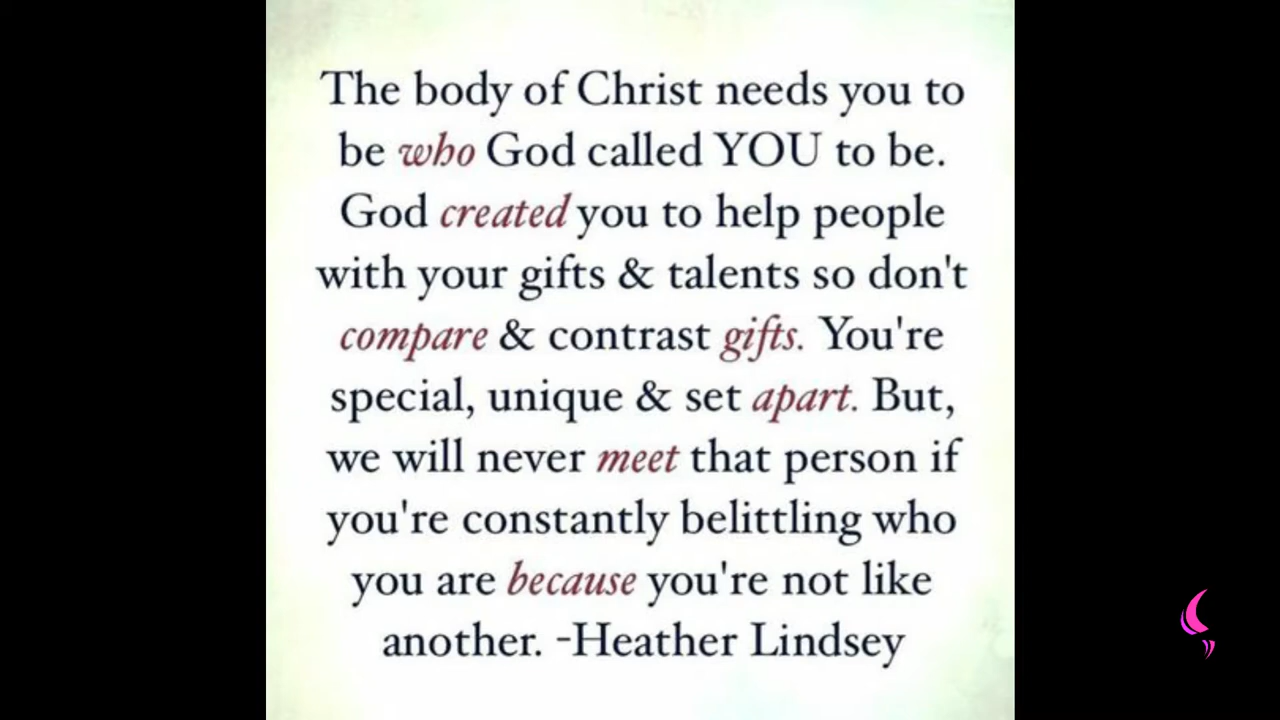 The body of Christ needs you to
be who God called YOU to be.
God created you to help people
with your gifts & talents so don't
compare & contrast gifts. You're
special, unique & set apart. But,
we will never meet that person if
you're constantly belittling who
you are because you're not like
another. -Heather Lindsey